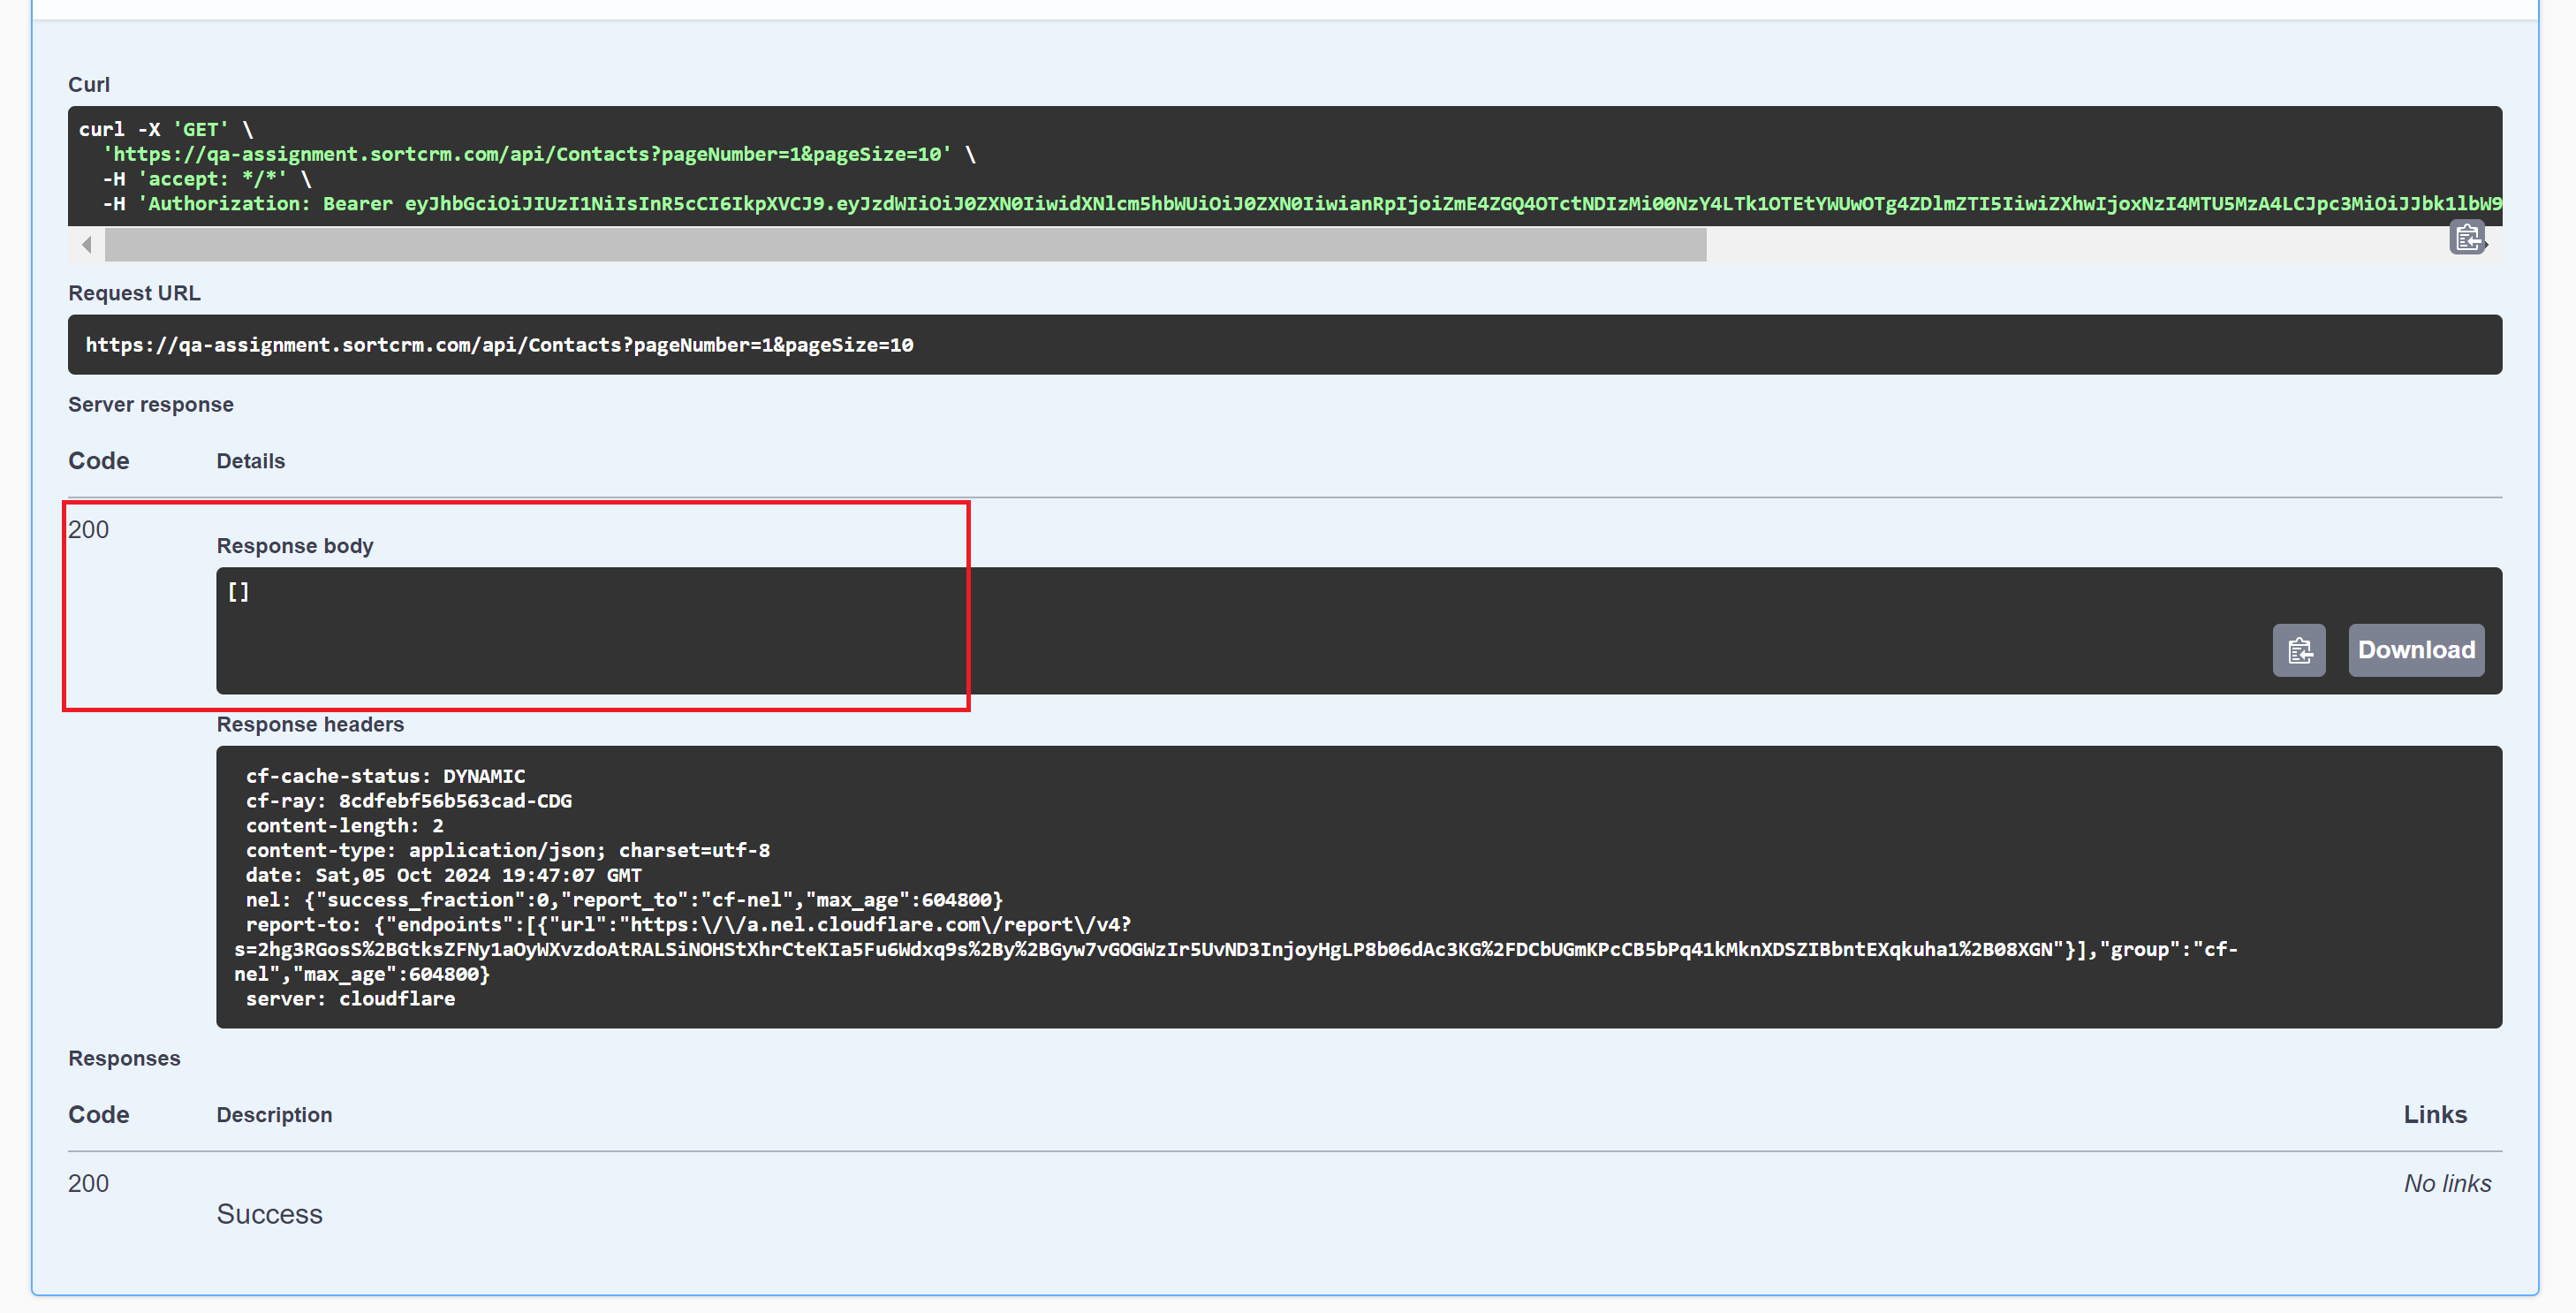 Curl
curl -X 'GET' \
'https://qa-assignment.sortcrm.com/api/Contacts?pageNumber=1&pageSize=10' \
-H 'accept: */*' \
-H 'Authorization: Bearer eyJhbGciOiJIUzI1NiIsInR5cCI6IkpXVCJ9.eyJzdWIiOiJ0ZXN0IiwidXNlcm5hbWUiOiJ0ZXN0IiwianRpIjoiZmE4ZGQ4OTctNDIzMi00NzY4LTk1OTEtYWUwOTg4ZDlmZTI5IiwiZXhwIjoxNzI4MTU5MzA4LCJpc3MiOiJJbk1lbW9
Request URL
https://qa-assignment.sortcrm.com/api/Contacts?pageNumber=1&pageSize=10
Server response
Code Details
200
Response body
[]
Download
Response headers
cf-cache-status: DYNAMIC
cf-ray: 8cdfebf56b563cad-CDG
content-length: 2
content-type: application/json; charset=utf-8
date: Sat,05 Oct 2024 19:47:07 GMT
nel: {"success_fraction":0,"report_to":"cf-nel","max_age":604800}
report-to: {"endpoints":[{"url":"https:\/\/a.nel.cloudflare.com\/report\/v4?
s=2hg3RGosS%2BGtksZFNy1aOyWXvzdoAtRALSiNOHStXhrCteKIa5Fu6Wdxq9s%2By%2BGyw7vGOGWzIr5UvND3InjoyHgLP8b06dAc3KG%2FDCbUGmKPcCB5bPq41kMknXDSZIBbntEXqkuha1%2B08XGN"}],"group":"cf-
nel","max_age":604800}
server: cloudflare
Responses
Code Description Links
200 No links
Success